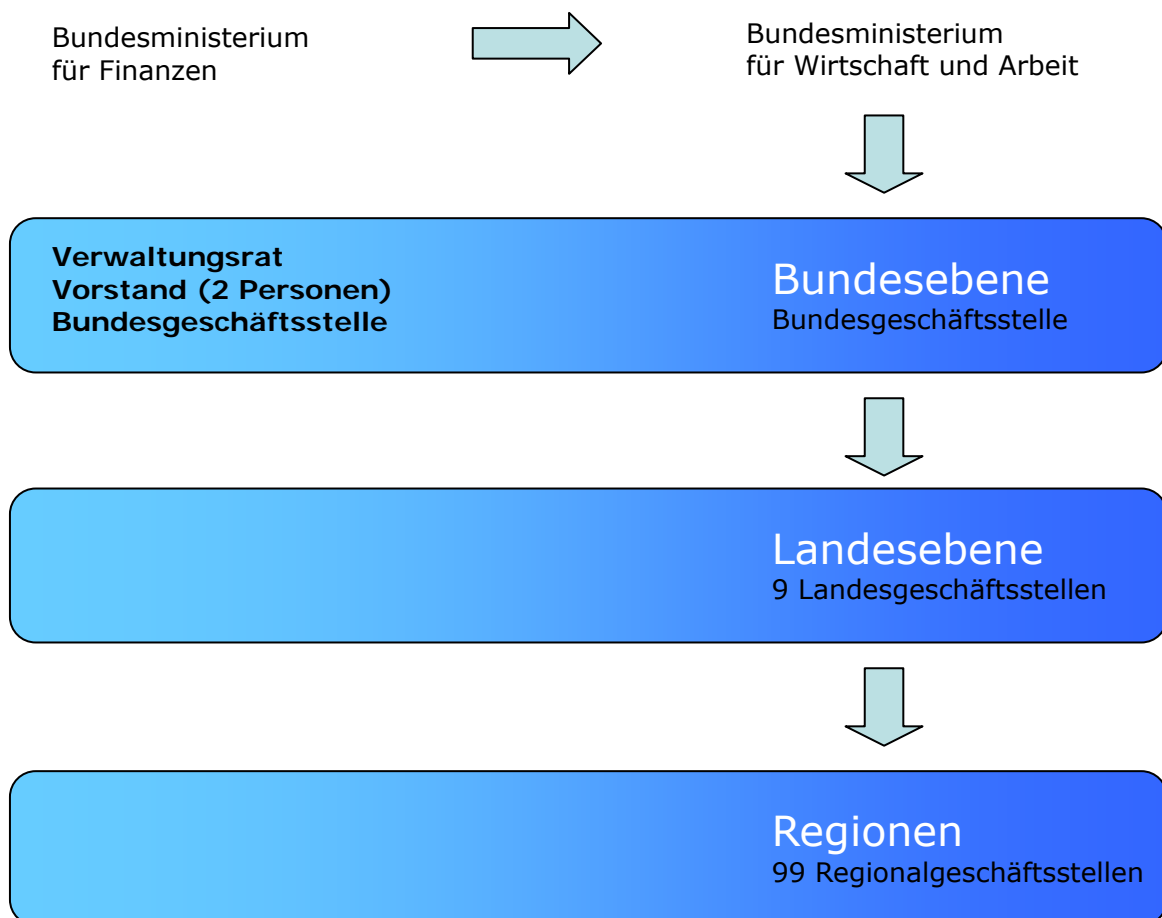 Bundesministerium
für Finanzen
Bundesministerium
für Wirtschaft und Arbeit
Verwaltungsrat
Vorstand (2 Personen)
Bundesgeschäftsstelle
Bundesebene
Bundesgeschäftsstelle
Landesebene
9 Landesgeschäftsstellen
Regionen
99 Regionalgeschäftsstellen